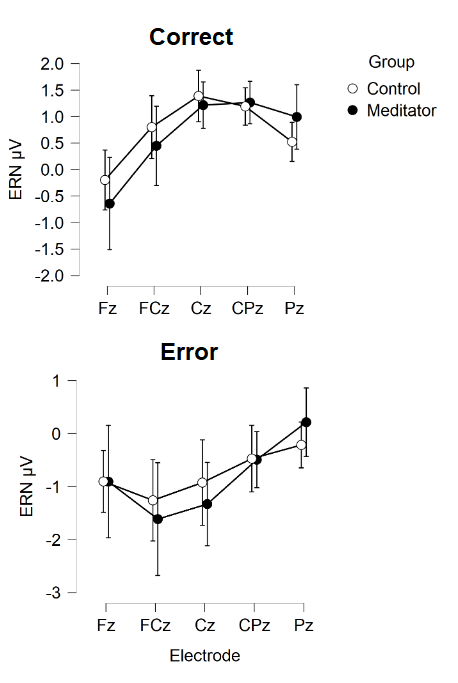 Correct
Group
Control
Meditator
ERN µV
2.0
1.5
1.0
0.5
0.0
-0.5
-1.0
-1.5
-2.0
Fz FCz Cz CPz Pz
Error
ERN µV
1
0
-1
-2
-3
Fz FCz Cz CPz Pz
Electrode